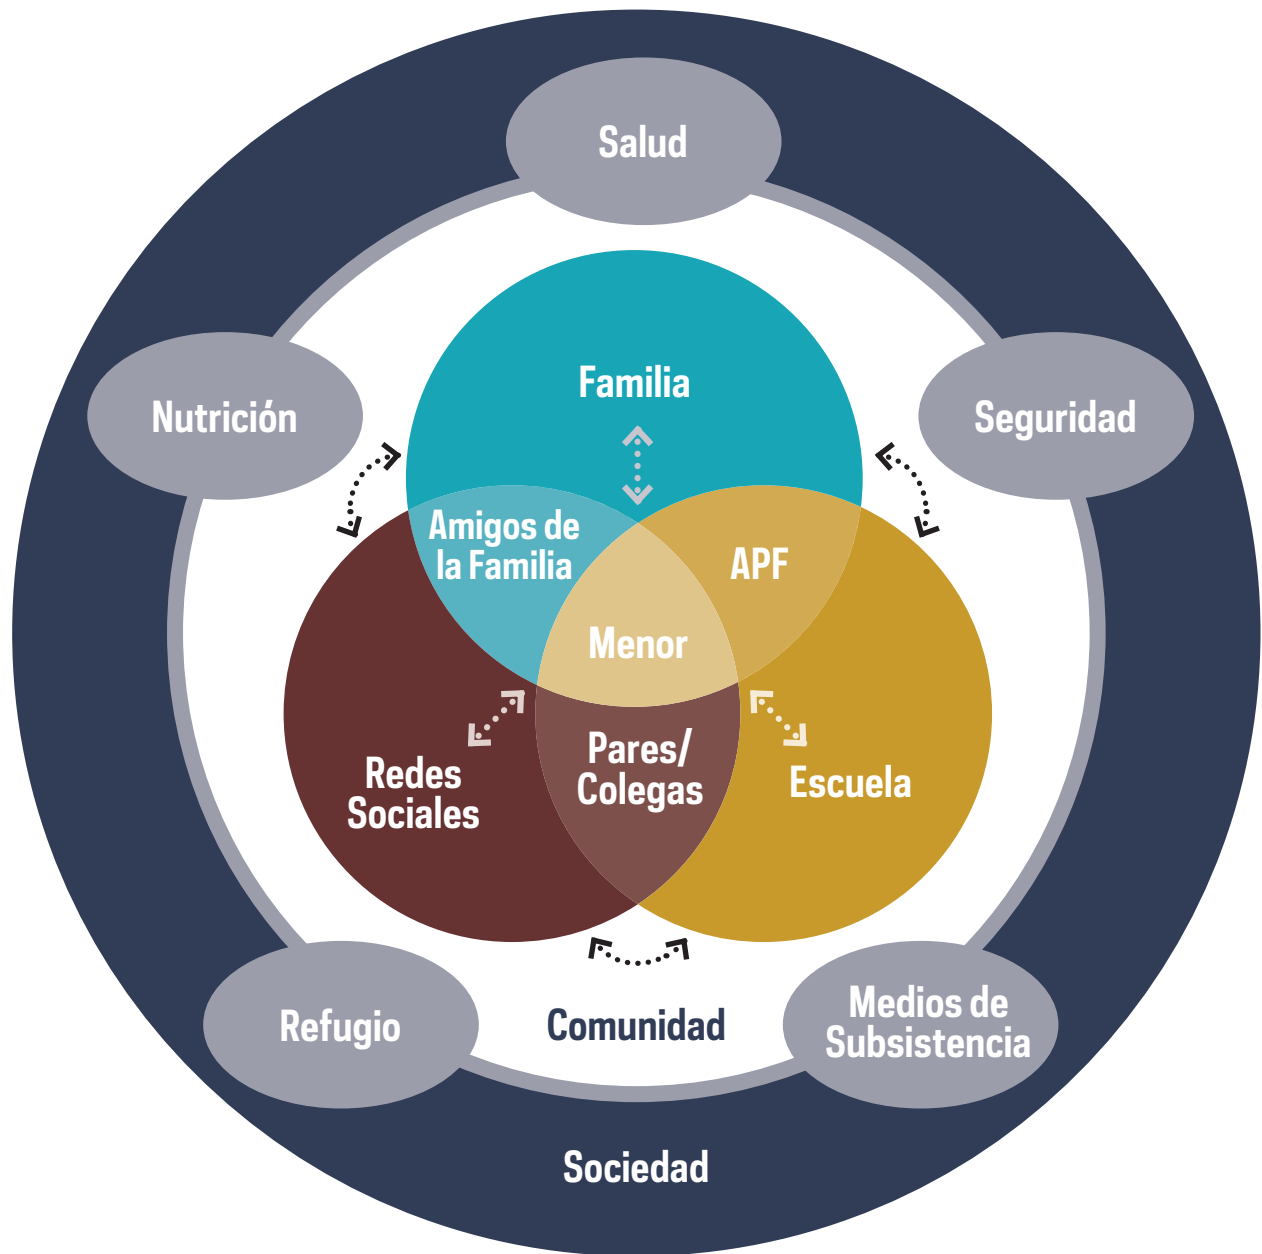 Salud
Nutrición
Familia
Seguridad
Amigos de
la Familia
APF
Menor
Redes
Sociales
Pares/
Colegas
Escuela
Refugio
Comunidad
Medios de
Subsistencia
Sociedad